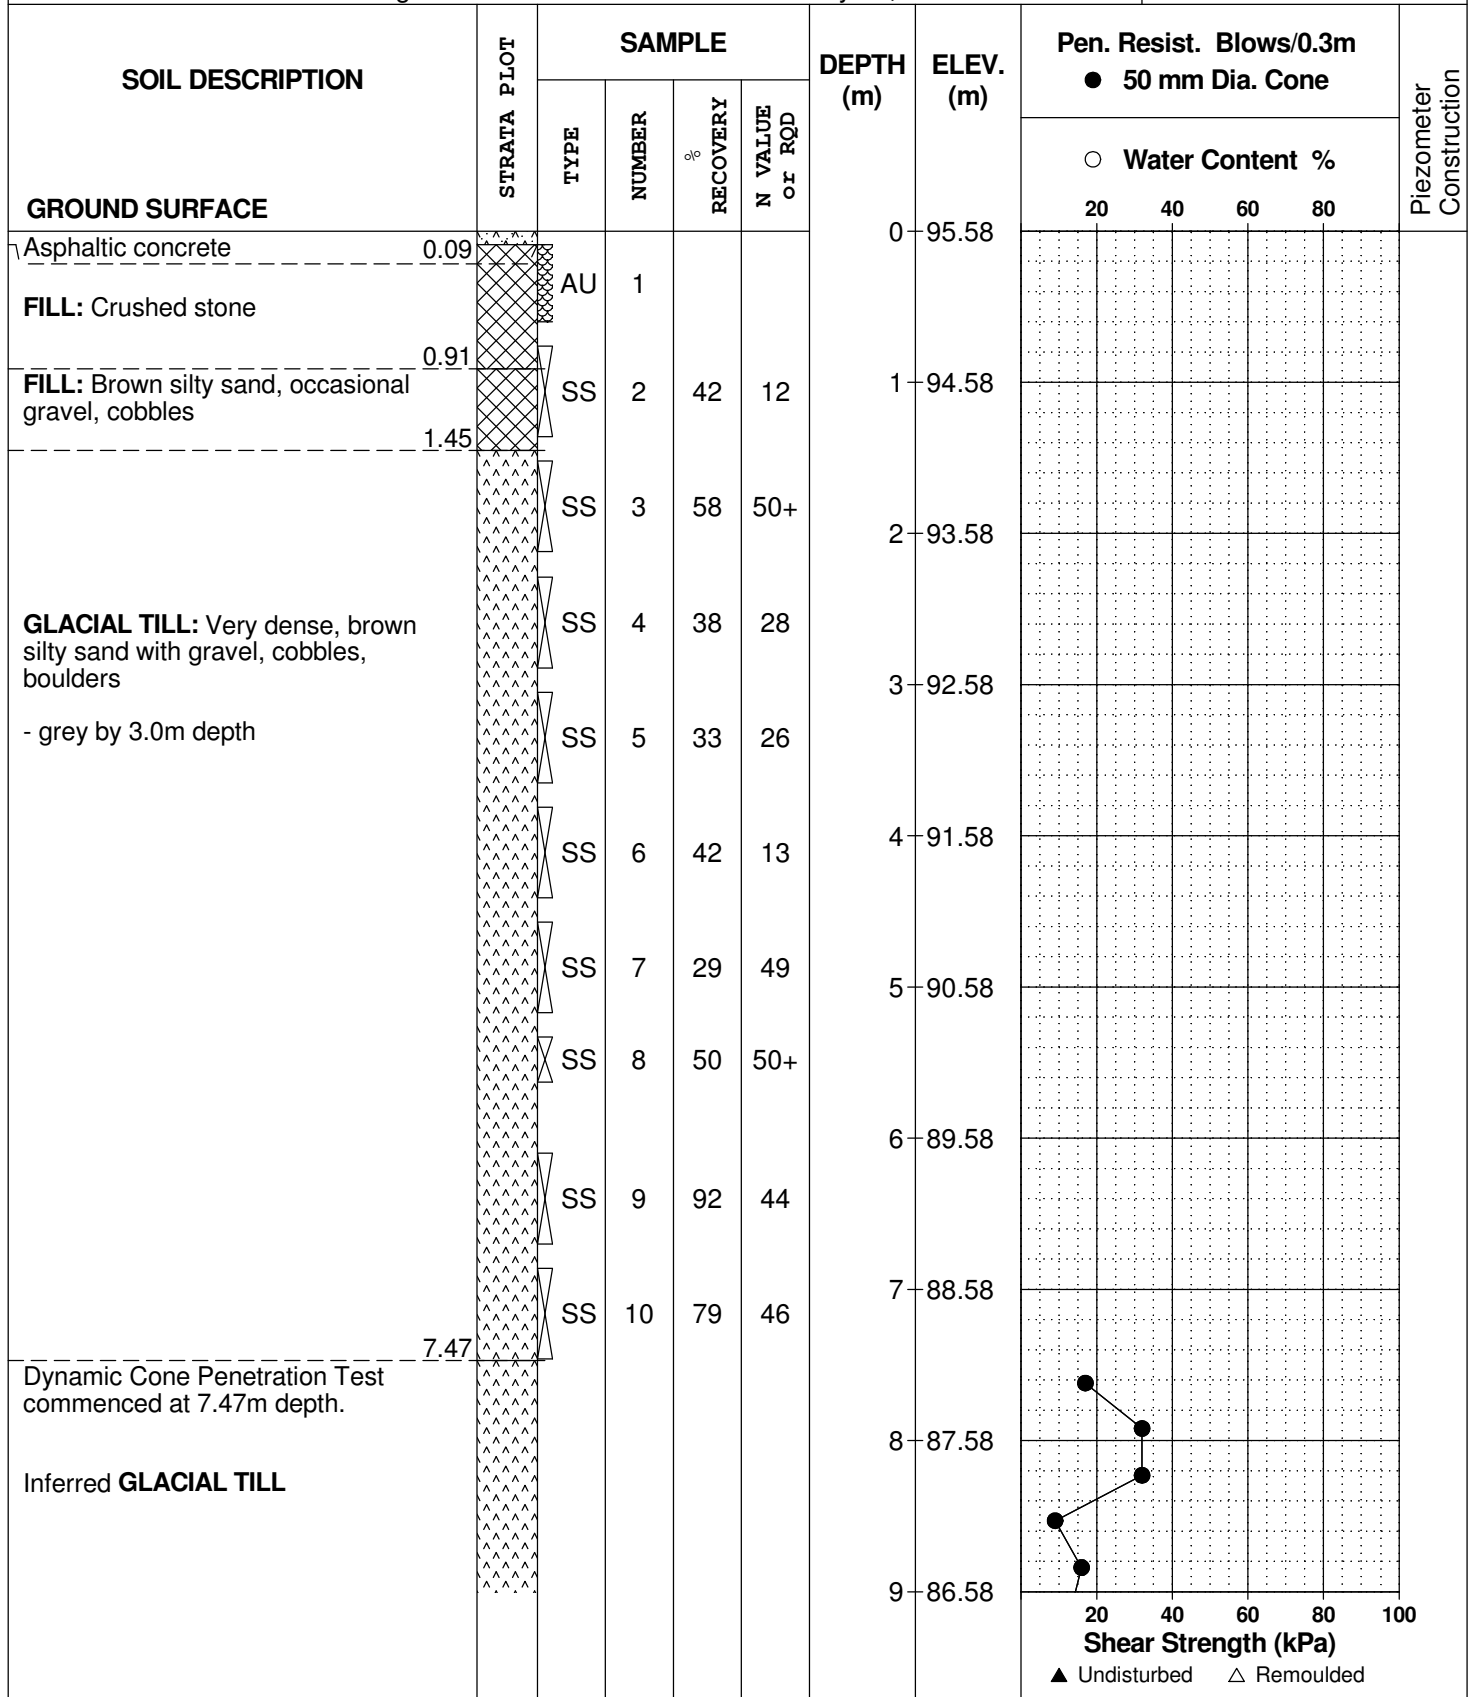 SOIL DESCRIPTION
GROUND SURFACE
STRATA PLOT
SAMPLE
TYPE
NUMBER
% RECOVERY
N VALUE or RQD
DEPTH (m)
ELEV. (m)
Pen. Resist. Blows/0.3m
● 50 mm Dia. Cone
○ Water Content %
20 40 60 80
Piezometer Construction
0 95.58
Asphaltic concrete 0.09
AU 1
FILL: Crushed stone
0.91
FILL: Brown silty sand, occasional
gravel, cobbles
1.45
SS 2 42 12
1 94.58
SS 3 58 50+
2 93.58
GLACIAL TILL: Very dense, brown
silty sand with gravel, cobbles,
boulders
SS 4 38 28
3 92.58
- grey by 3.0m depth
SS 5 33 26
4 91.58
SS 6 42 13
SS 7 29 49
5 90.58
SS 8 50 50+
6 89.58
SS 9 92 44
7 88.58
SS 10 79 46
7.47
Dynamic Cone Penetration Test
commenced at 7.47m depth.
8 87.58
Inferred GLACIAL TILL
9 86.58
20 40 60 80 100
Shear Strength (kPa)
▲ Undisturbed △ Remoulded